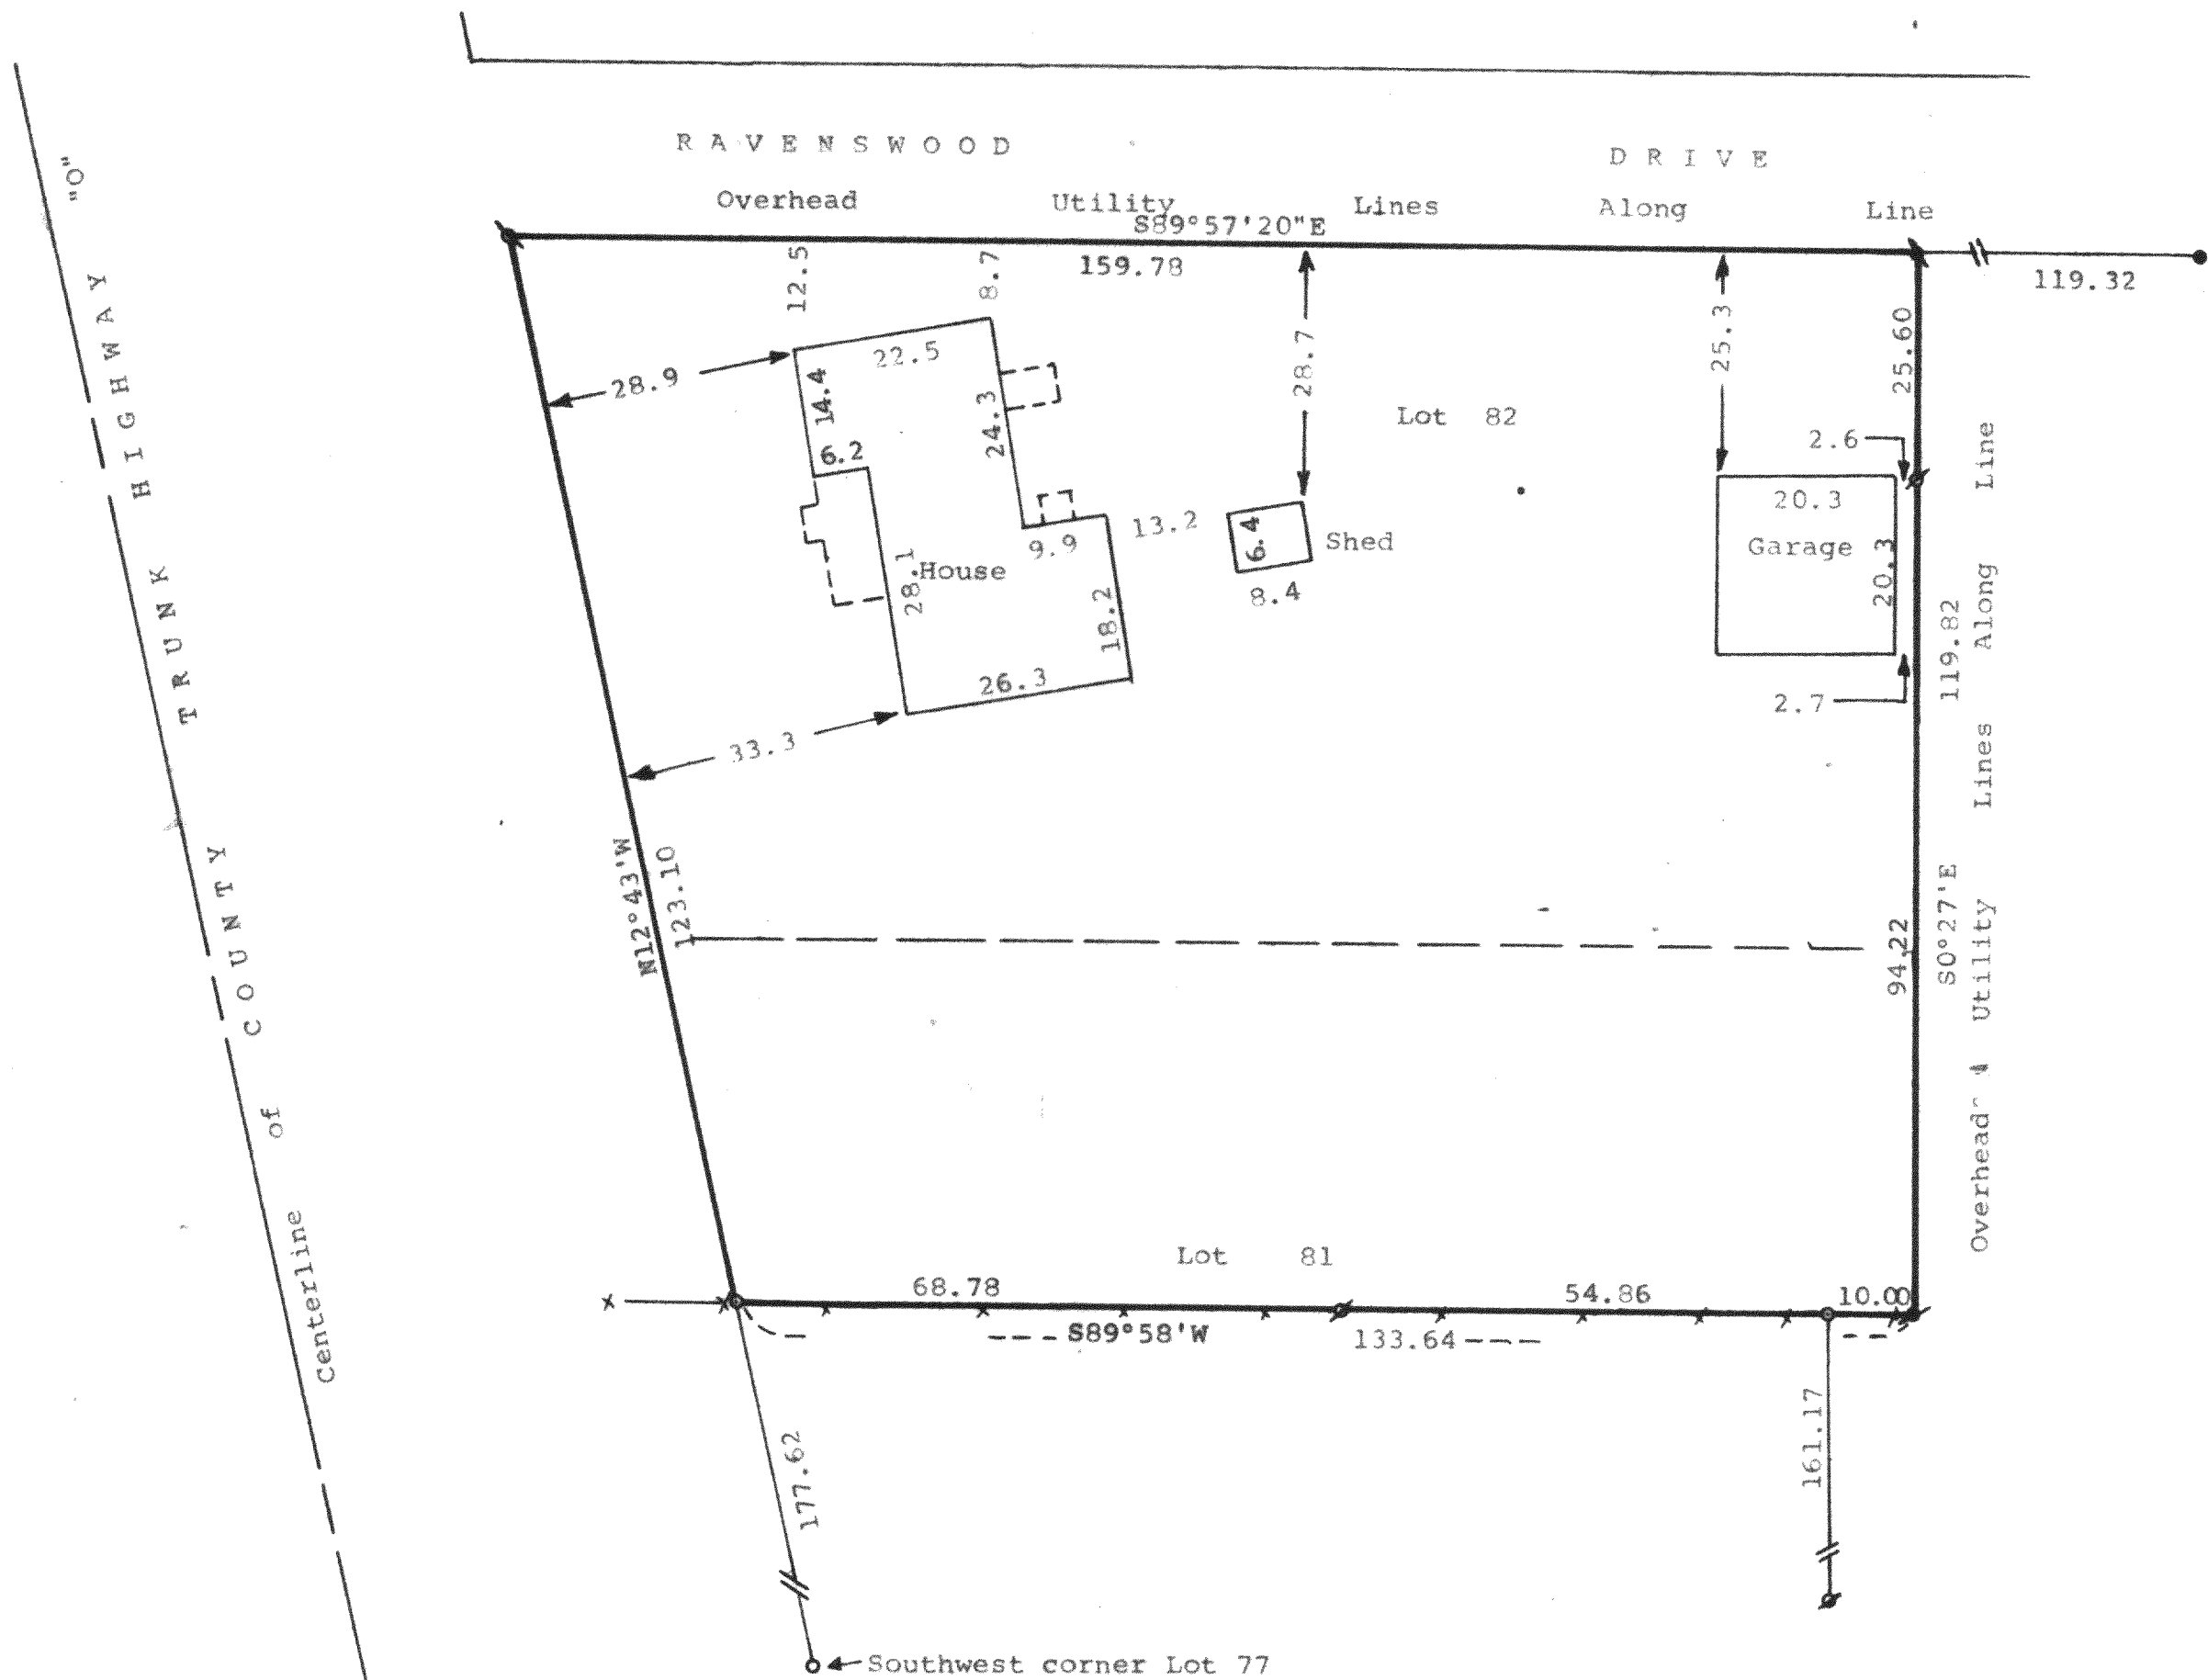 RAVENSWOOD DRIVE
Overhead Utility Lines Along Line
S89°57'20"E
159.78
119.32
12.5
8.7
22.5
28.9
14.4
6.2
24.3
28.7
25.3
25.60
Lot 82
2.6
20.3
Garage
20.3
2.7
9.9
13.2
6.4
Shed
8.4
28.1
House
18.2
26.3
33.3
119.82
S0°27'E
94.22
Overhead Utility Lines Along Line
N12°43'W
123.10
Centerline of COUNTY TRUNK HIGHWAY "O"
Lot 81
68.78
54.86
10.00
S89°58'W
133.64
177.62
161.17
Southwest corner Lot 77